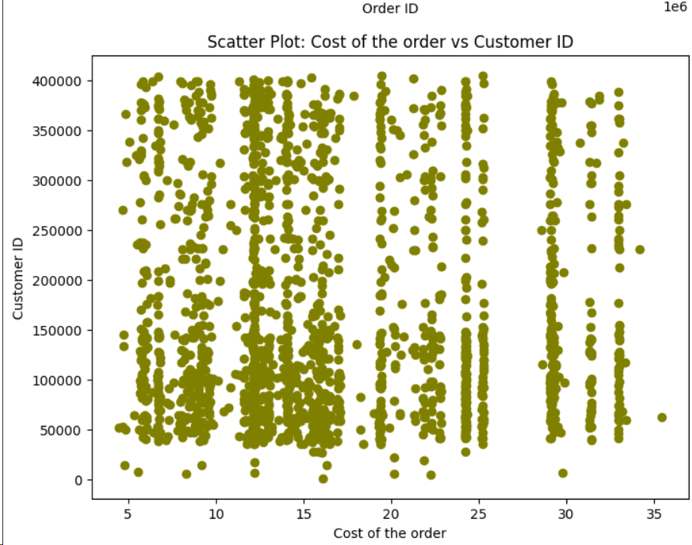 Order ID
1e6
Scatter Plot: Cost of the order vs Customer ID
400000
350000
300000
250000
200000
150000
100000
50000
0
Customer ID
5 10 15 20 25 30 35
Cost of the order